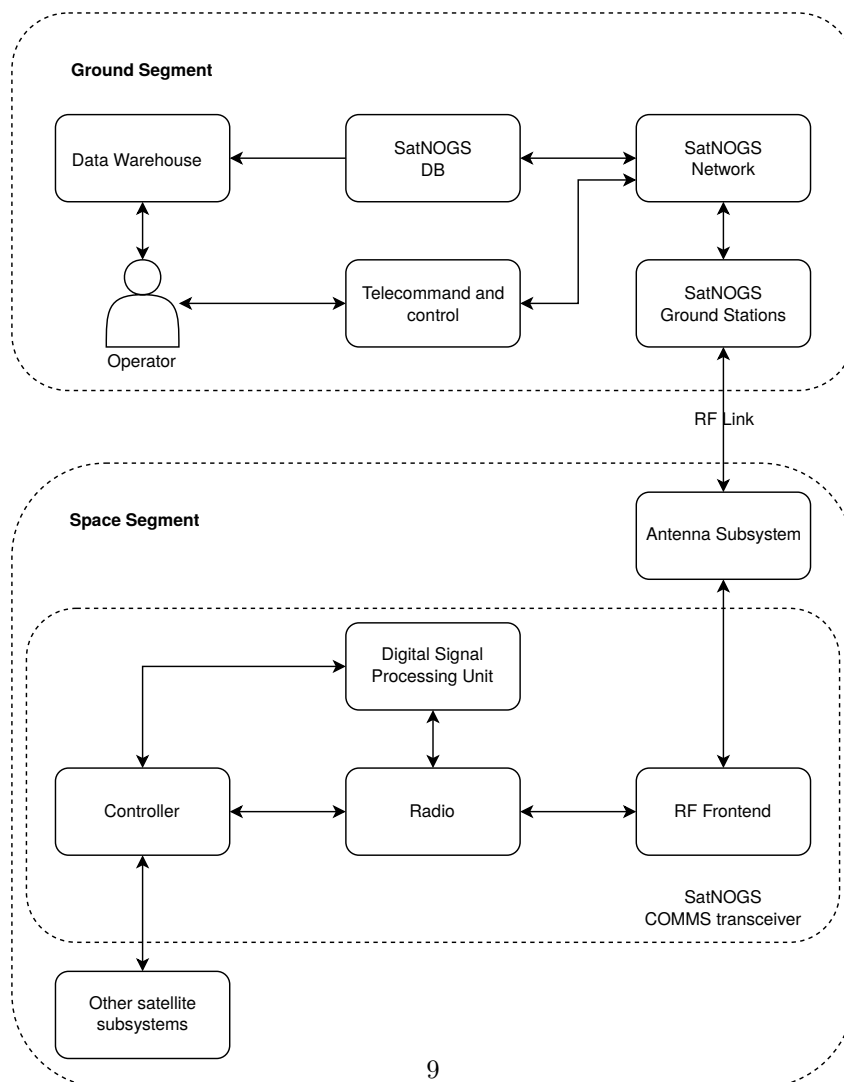 Ground Segment
Data Warehouse
SatNOGS
DB
SatNOGS
Network
Telecommand and
control
SatNOGS
Ground Stations
Operator
RF Link
Space Segment
Antenna Subsystem
Digital Signal
Processing Unit
Controller
Radio
RF Frontend
SatNOGS
COMMS transceiver
Other satellite
subsystems
9